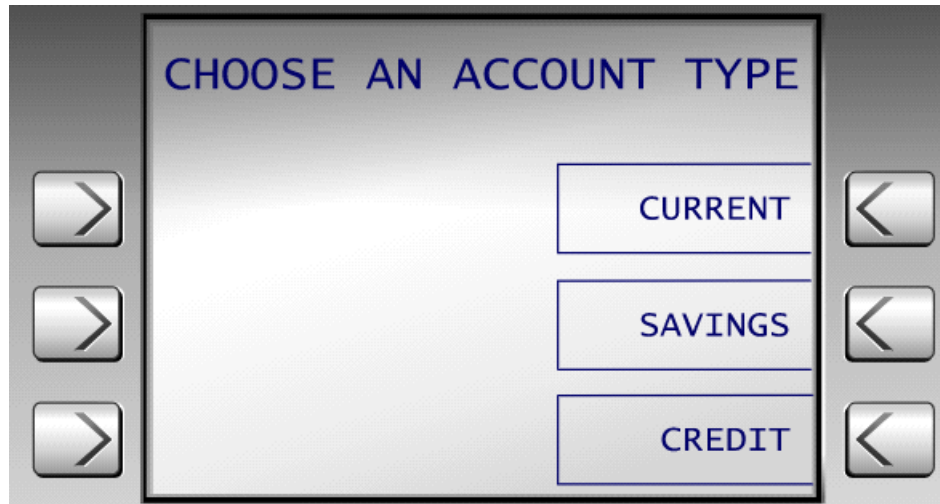 CHOOSE AN ACCOUNT TYPE
CURRENT
SAVINGS
CREDIT